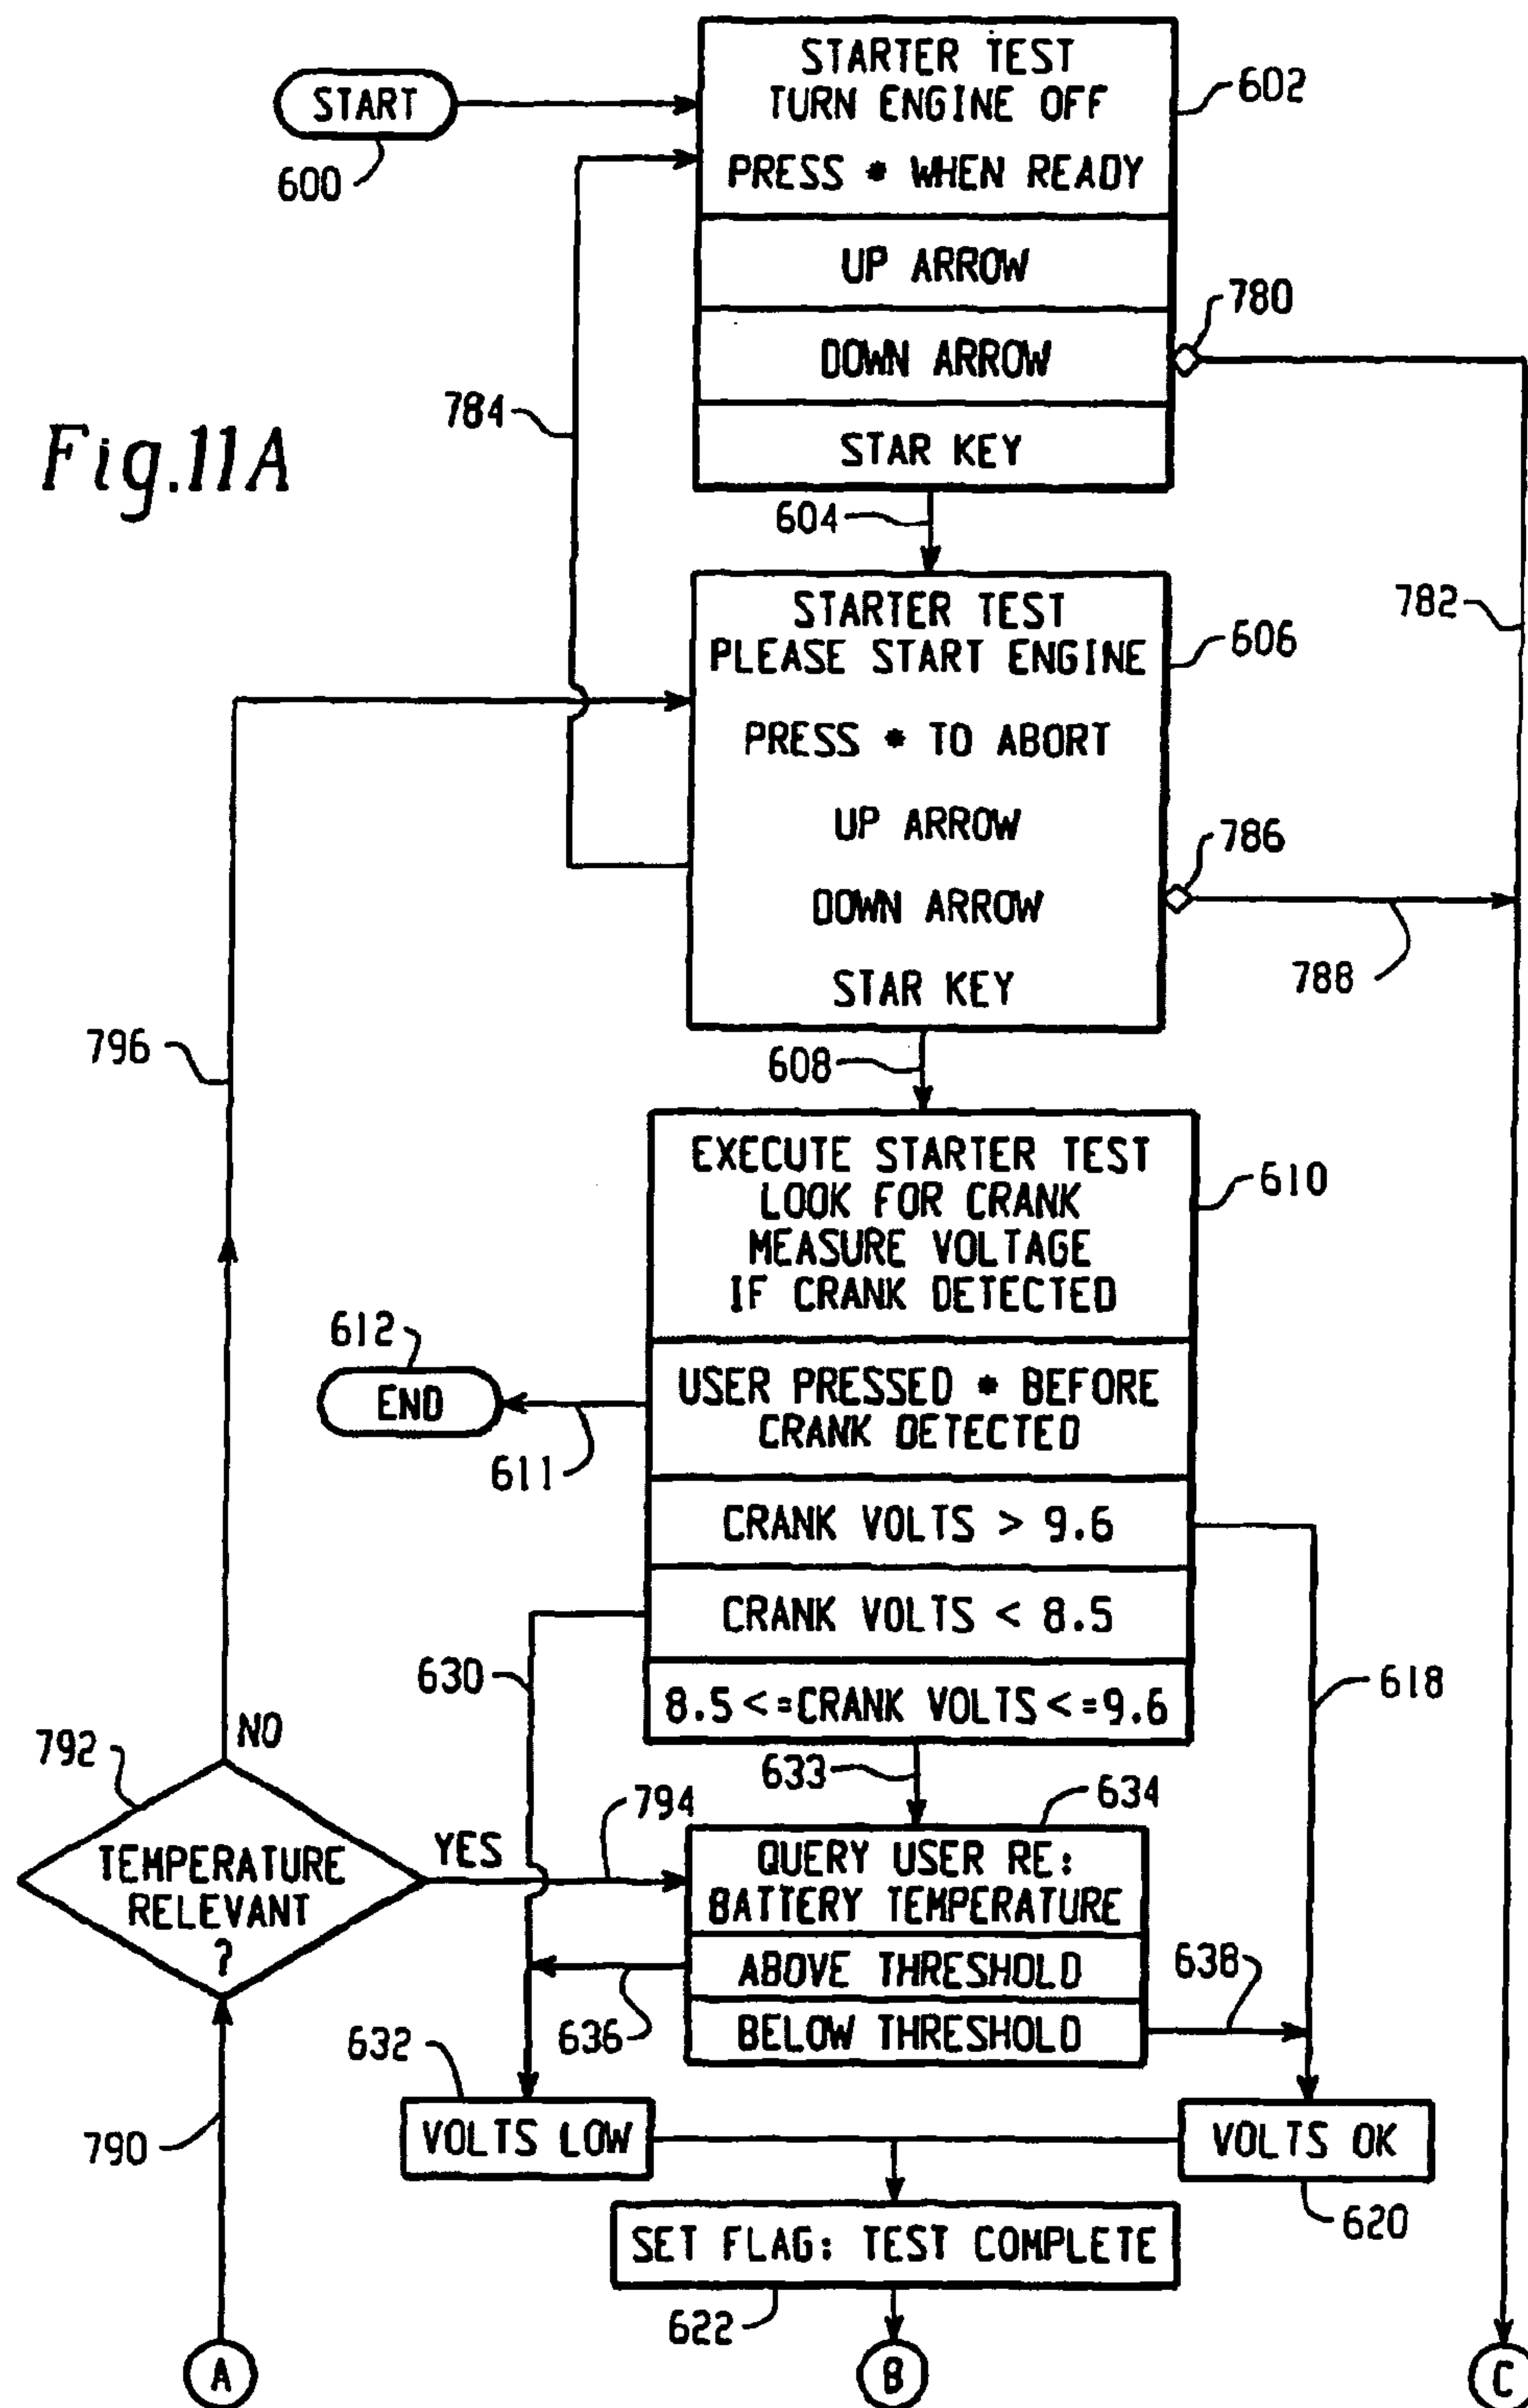 START
600
STARTER TEST
TURN ENGINE OFF
PRESS * WHEN READY
UP ARROW
DOWN ARROW
STAR KEY
602
780
784
Fig.11A
604
STARTER TEST
PLEASE START ENGINE
PRESS * TO ABORT
UP ARROW
DOWN ARROW
STAR KEY
606
782
786
788
796
608
EXECUTE STARTER TEST
LOOK FOR CRANK
MEASURE VOLTAGE
IF CRANK DETECTED
610
612
END
611
USER PRESSED * BEFORE
CRANK DETECTED
CRANK VOLTS > 9.6
CRANK VOLTS < 8.5
8.5 <=CRANK VOLTS <=9.6
630
618
792
NO
TEMPERATURE
RELEVANT
?
YES
794
633
634
QUERY USER RE:
BATTERY TEMPERATURE
ABOVE THRESHOLD
BELOW THRESHOLD
636
638
632
VOLTS LOW
VOLTS OK
620
790
SET FLAG: TEST COMPLETE
622
A
B
C